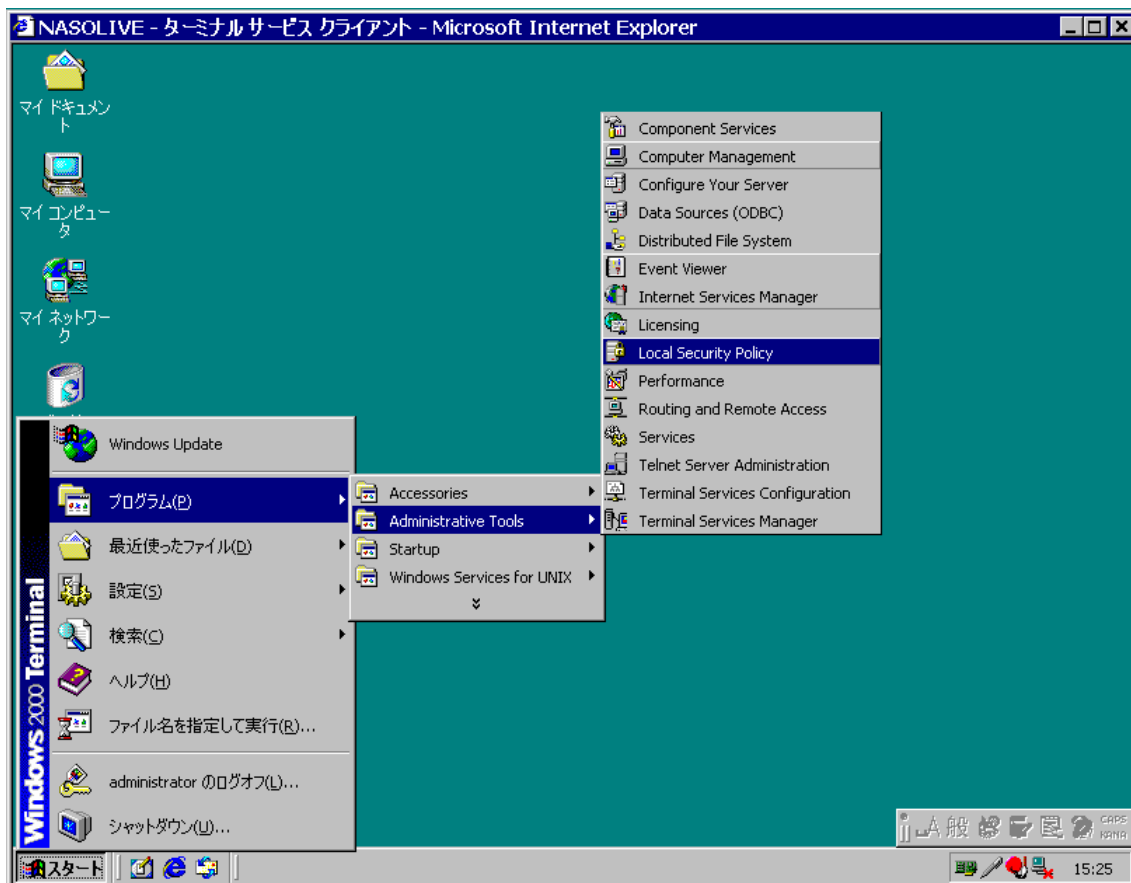 NASOLIVE - ターミナル サービス クライアント - Microsoft Internet Explorer
マイ ドキュメン
ト
マイ コンピュー
タ
マイ ネットワー
ク
Component Services
Computer Management
Configure Your Server
Data Sources (ODBC)
Distributed File System
Event Viewer
Internet Services Manager
Licensing
Local Security Policy
Performance
Routing and Remote Access
Services
Telnet Server Administration
Terminal Services Configuration
Terminal Services Manager
Accessories
Administrative Tools
Startup
Windows Services for UNIX
Windows Update
プログラム(P)
最近使ったファイル(D)
設定(S)
検索(C)
ヘルプ(H)
ファイル名を指定して実行(R)...
administrator のログオフ(L)...
シャットダウン(U)...
Windows 2000 Terminal
A 般
CAPS
KANA
スタート
15:25